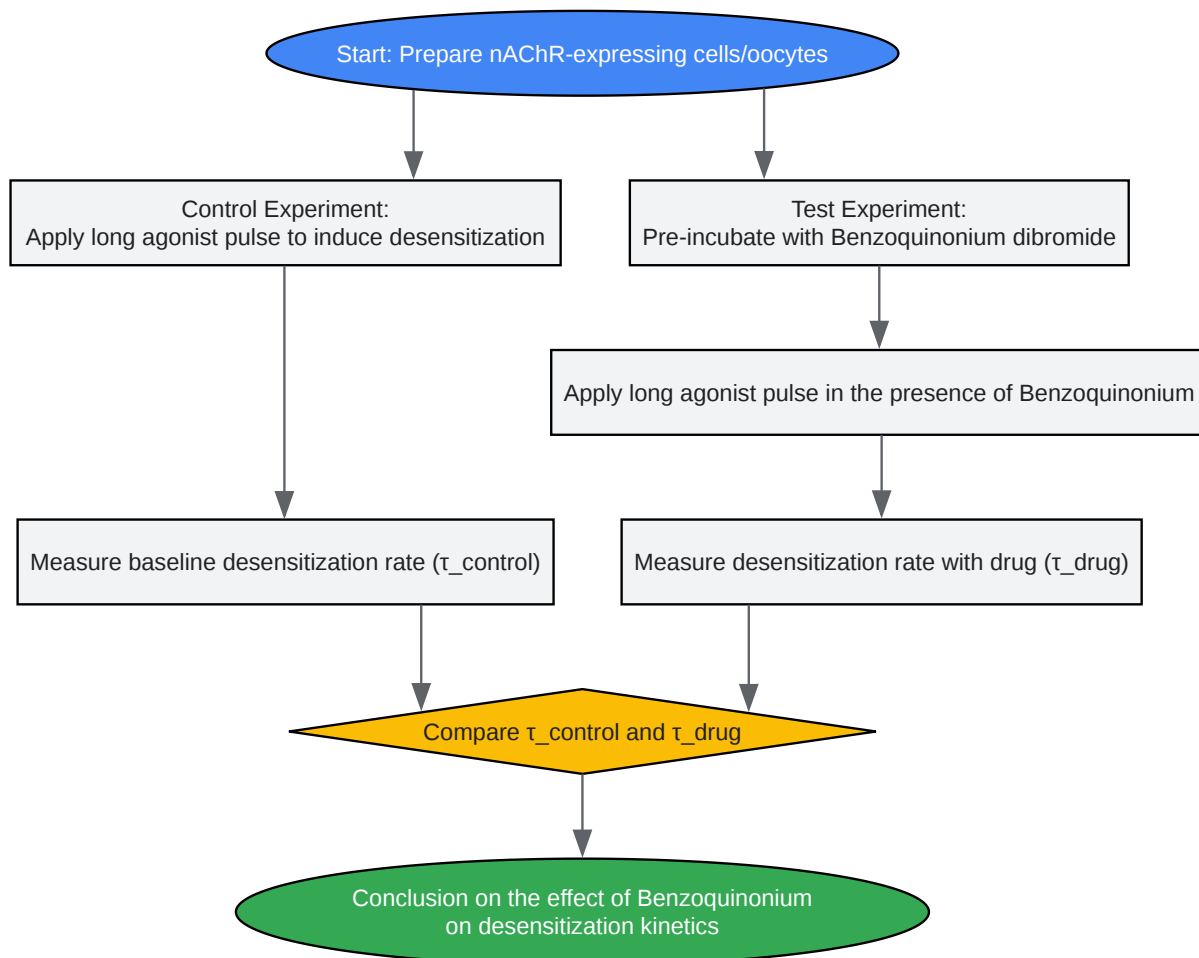 Start: Prepare nAChR-expressing cells/oocytes
Control Experiment:
Apply long agonist pulse to induce desensitization
Test Experiment:
Pre-incubate with Benzoquinonium dibromide
Apply long agonist pulse in the presence of Benzoquinonium
Measure baseline desensitization rate (τ_control)
Measure desensitization rate with drug (τ_drug)
Compare τ_control and τ_drug
Conclusion on the effect of Benzoquinonium
on desensitization kinetics